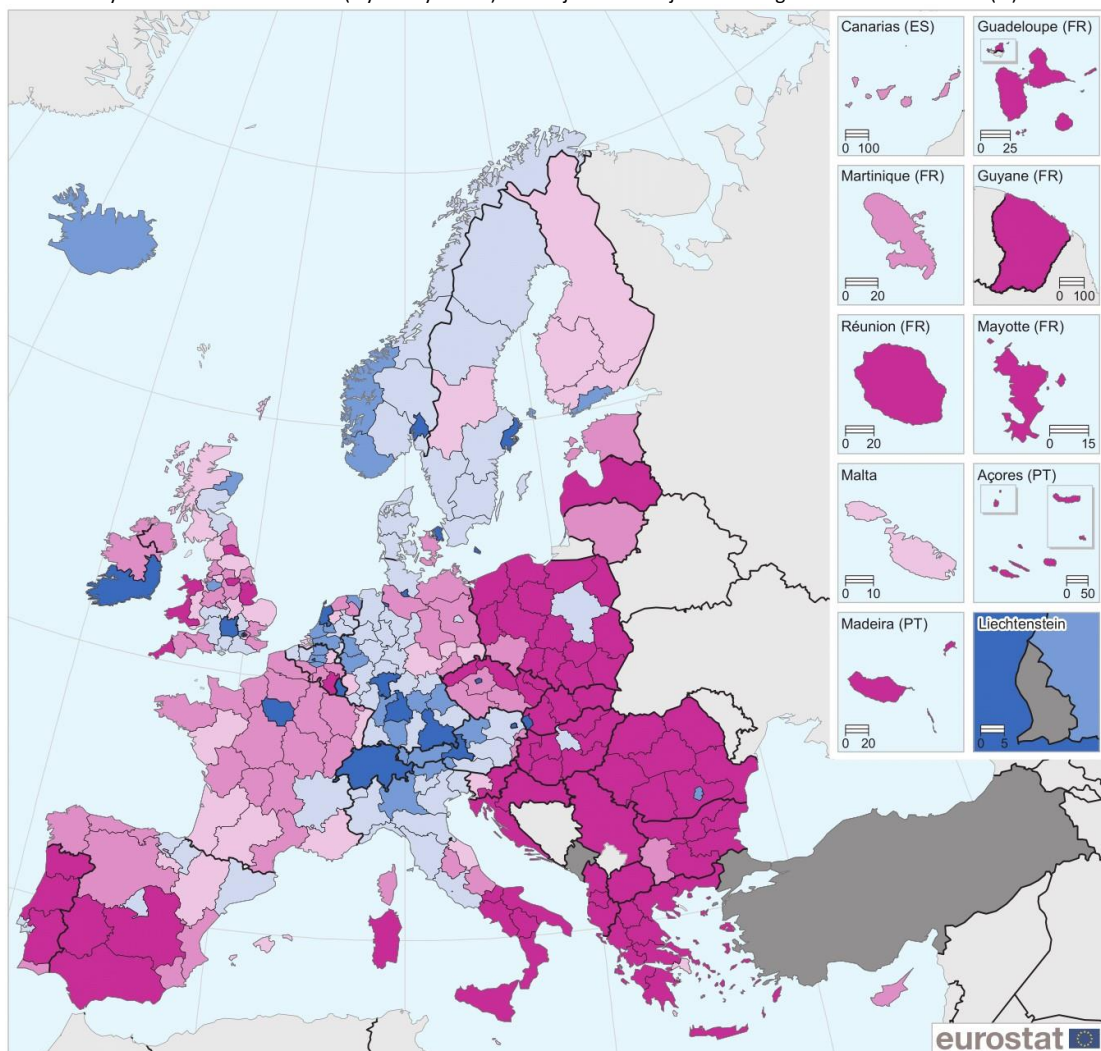 Canarias (ES)
0 100
Guadeloupe (FR)
0 25
Martinique (FR)
0 20
Guyane (FR)
0 100
Réunion (FR)
0 20
Mayotte (FR)
0 15
Malta
0 10
Açores (PT)
0 50
Madeira (PT)
0 20
Liechtenstein
0 5
eurostat